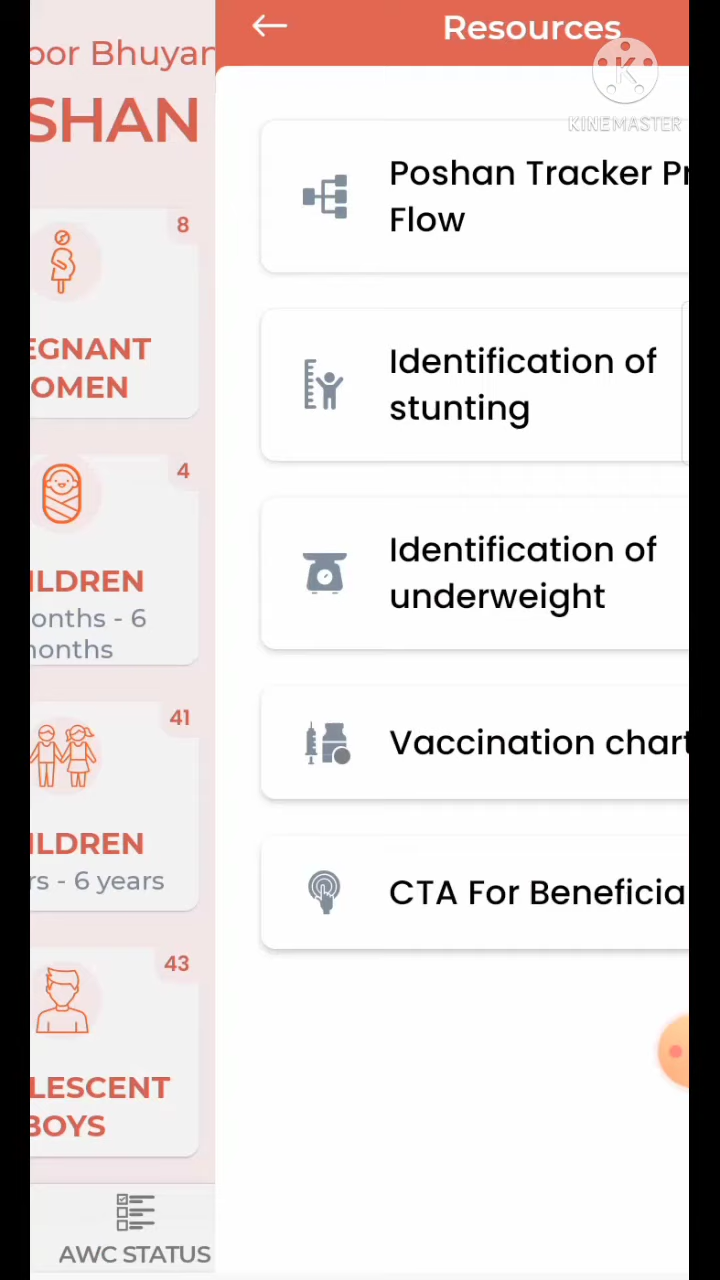 oor Bhuyan
SHAN
8
EGNANT
OMEN
4
ILDREN
onths - 6
months
41
ILDREN
rs - 6 years
43
LESCENT
BOYS
AWC STATUS
Resources
KINEMASTER
Poshan Tracker Pr
Flow
Identification of
stunting
Identification of
underweight
Vaccination chart
CTA For Beneficia